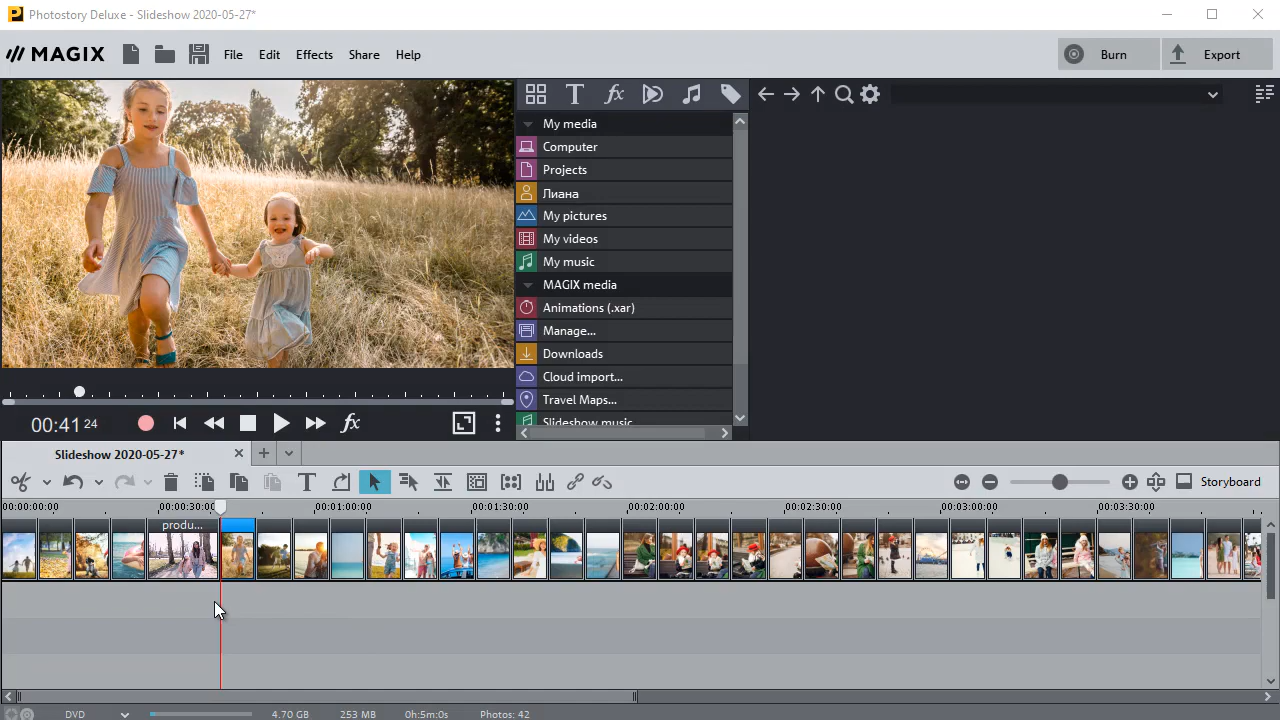 Photostory Deluxe - Slideshow 2020-05-27*
MAGIX
File Edit Effects Share Help
Burn
Export
T fx
My media
Computer
Projects
Лиана
My pictures
My videos
My music
MAGIX media
Animations (.xar)
Manage...
Downloads
Cloud import...
Travel Maps...
Slideshow music
00:41 24
fx
Slideshow 2020-05-27*
T
Storyboard
00:00:00:00 00:00:30:00 00:01:00:00 00:01:30:00 00:02:00:00 00:02:30:00 00:03:00:00 00:03:30:00
produ...
DVD 4.70 GB 253 MB 0h:5m:0s Photos: 42